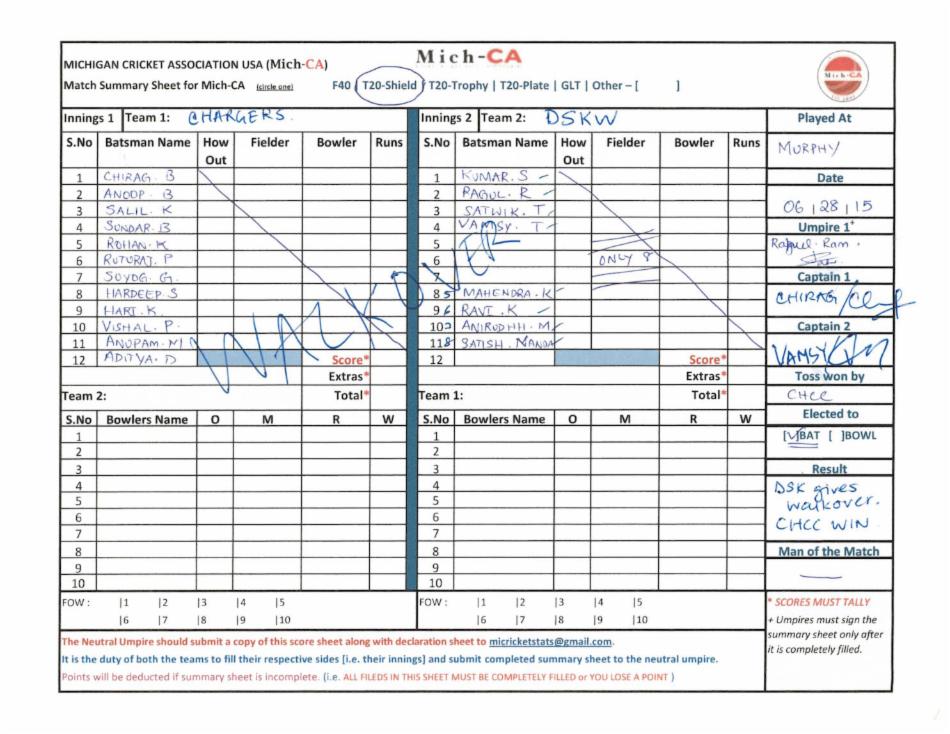 Mich-CA
MICHIGAN CRICKET ASSOCIATION USA (Mich-CA)
Match Summary Sheet for Mich-CA (circle one) F40 | T20-Shield | T20-Trophy | T20-Plate | GLT | Other – [ ]
Mich-CA
Innings 1 Team 1: CHARGERS. Innings 2 Team 2: DSKW Played At
S.No Batsman Name How Out Fielder Bowler Runs S.No Batsman Name How Out Fielder Bowler Runs
MURPHY
1 CHIRAG. B 1 KUMAR. S Date
2 ANOOP. B 2 RAGUL. R
3 SALIL. K 3 SATWIK. T 06/28/15
4 SUNDAR. B 4 VAMSY. T Umpire 1+
5 ROHAN. K 5
6 RUTURAJ. P 6 ONLY 8
7 SUYOG. G. 7 Captain 1
8 HARDEEP. S 8 5 MAHENDRA. K CHIRAG
9 HARI. K. 9 6 RAVI. K
10 VISHAL. P. 10 ANIRUDHH. M Captain 2
11 ANUPAM. M 11 8 SATISH. NANDA VAMSY
12 ADITYA. D Score* 12 Score*
WALKOVER
Extras* Extras* Toss won by
Team 2: Total* Team 1: Total* CHCC
S.No Bowlers Name O M R W S.No Bowlers Name O M R W Elected to
1 1 [✓]BAT [ ]BOWL
2 2
3 3 Result
4 4 DSK gives
5 5 walkover.
6 6 CHCC WIN
7 7
8 8 Man of the Match
9 9
10 10
FOW : |1 |2 |3 |4 |5 FOW : |1 |2 |3 |4 |5
|6 |7 |8 |9 |10 |6 |7 |8 |9 |10
* SCORES MUST TALLY
+ Umpires must sign the
summary sheet only after
it is completely filled.
The Neutral Umpire should submit a copy of this score sheet along with declaration sheet to micricketstats@gmail.com.
It is the duty of both the teams to fill their respective sides [i.e. their innings] and submit completed summary sheet to the neutral umpire.
Points will be deducted if summary sheet is incomplete. (i.e. ALL FILEDS IN THIS SHEET MUST BE COMPLETELY FILLED or YOU LOSE A POINT )